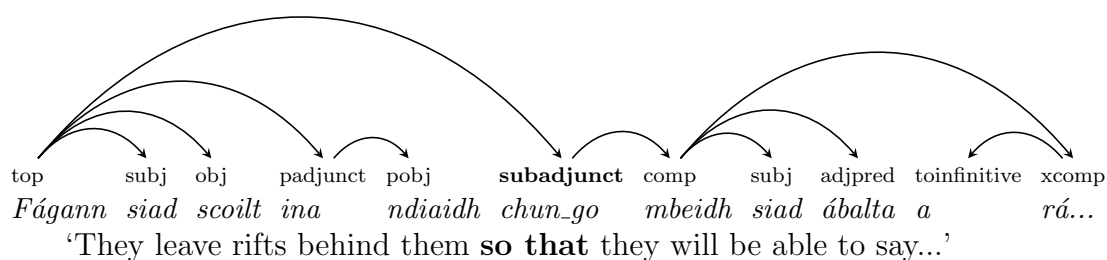 top subj obj padjunct pobj subadjunct comp subj adjpred toinfinitive xcomp
Fágann siad scoilt ina ndiaidh chun_go mbeidh siad ábalta a rá...
‘They leave rifts behind them so that they will be able to say...’